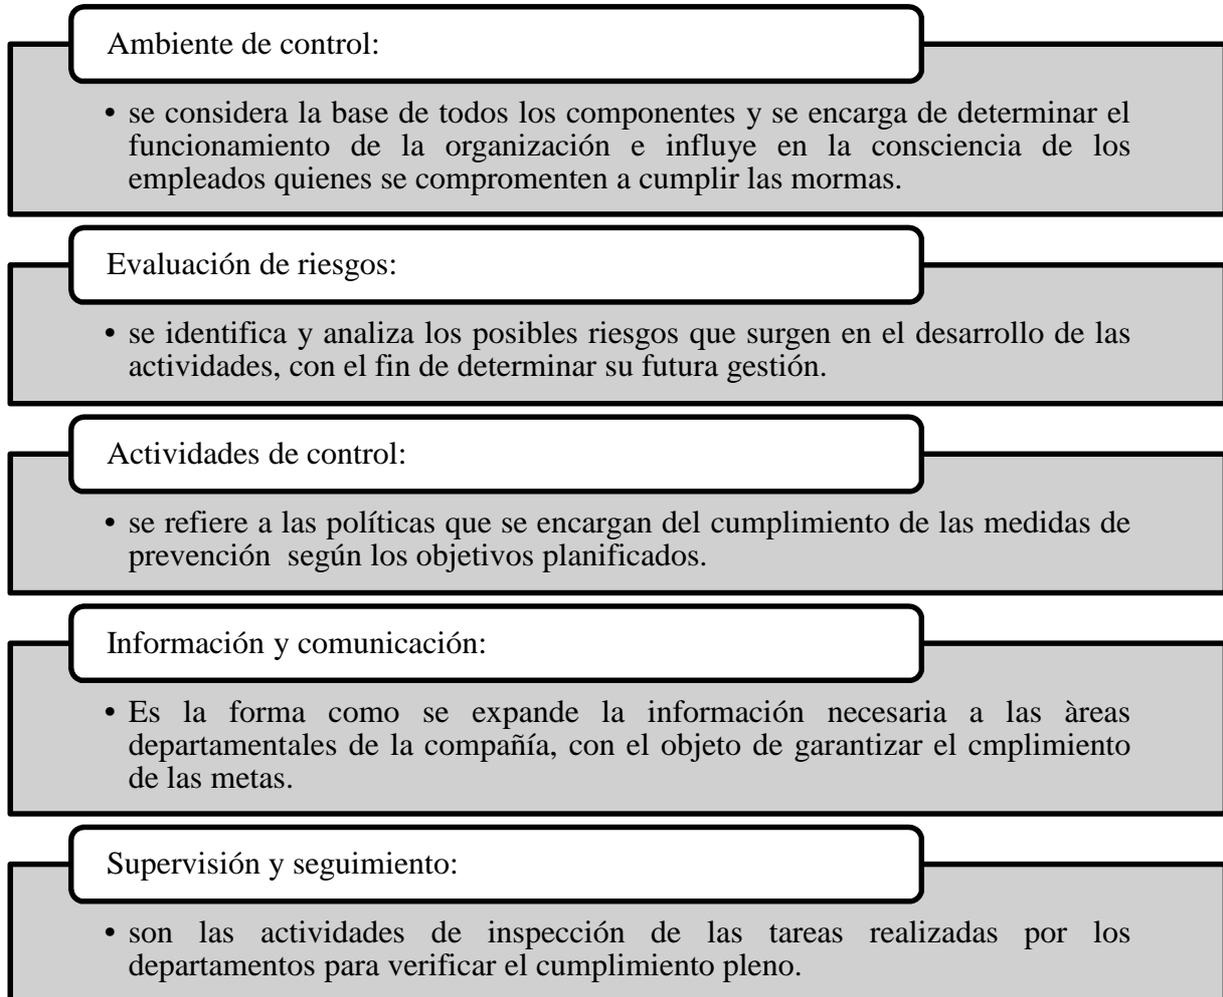 Ambiente de control:
• se considera la base de todos los componentes y se encarga de determinar el
funcionamiento de la organización e influye en la consciencia de los
empleados quienes se compromenten a cumplir las mormas.
Evaluación de riesgos:
• se identifica y analiza los posibles riesgos que surgen en el desarrollo de las
actividades, con el fin de determinar su futura gestión.
Actividades de control:
• se refiere a las políticas que se encargan del cumplimiento de las medidas de
prevención  según los objetivos planificados.
Información y comunicación:
• Es la forma como se expande la información necesaria a las àreas
departamentales de la compañía, con el objeto de garantizar el cmplimiento
de las metas.
Supervisión y seguimiento:
• son las actividades de inspección de las tareas realizadas por los
departamentos para verificar el cumplimiento pleno.